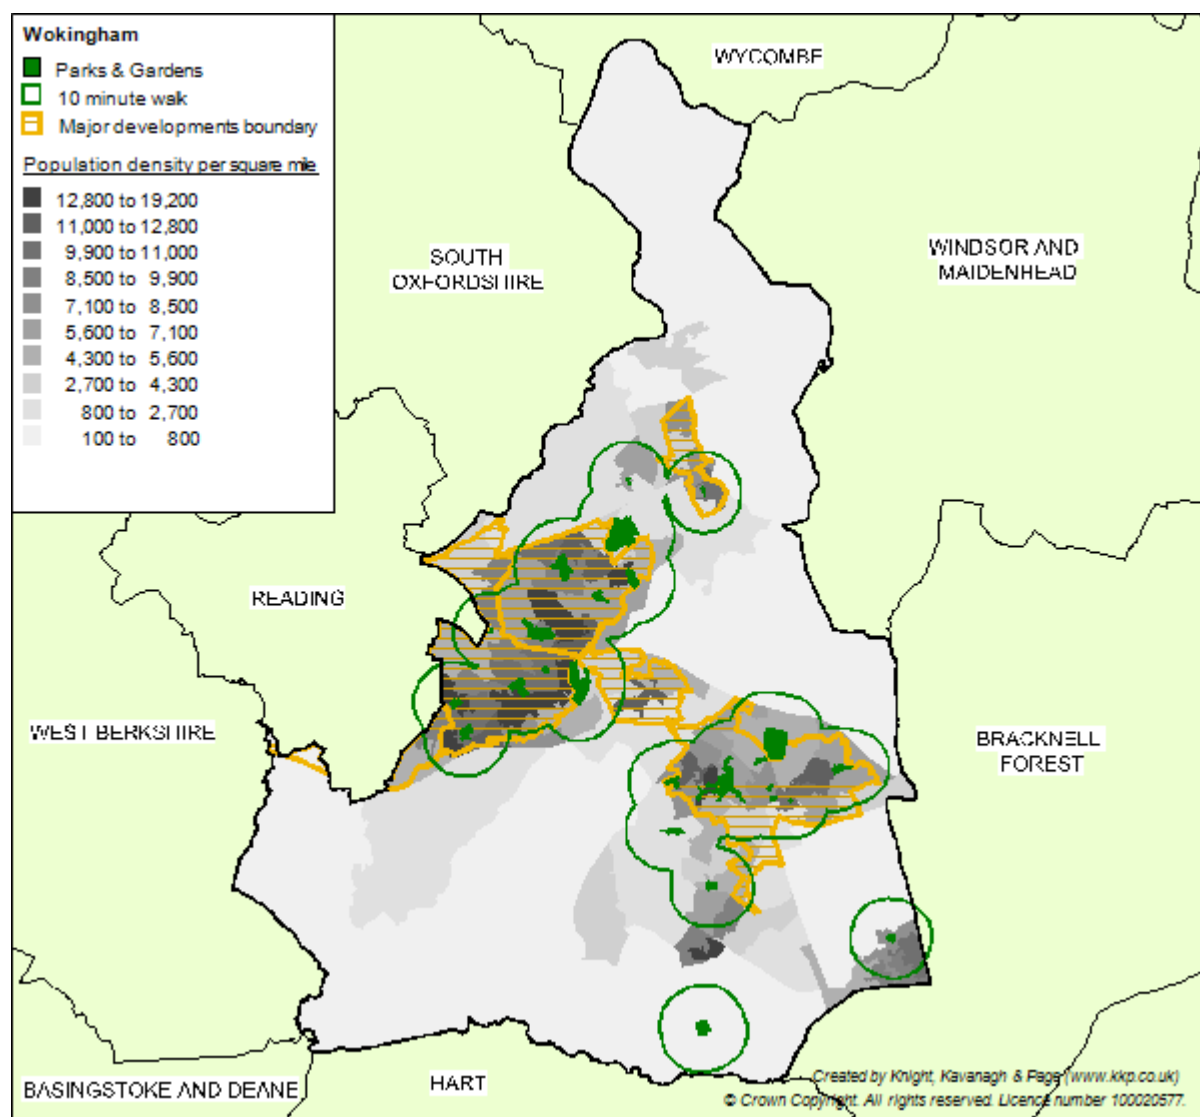 Wokingham
Parks & Gardens
10 minute walk
Major developments boundary
Population density per square mile
12,800 to 19,200
11,000 to 12,800
9,900 to 11,000
8,500 to 9,900
7,100 to 8,500
5,600 to 7,100
4,300 to 5,600
2,700 to 4,300
800 to 2,700
100 to 800
WYCOMBE
SOUTH
OXFORDSHIRE
WINDSOR AND
MAIDENHEAD
READING
WEST BERKSHIRE
BRACKNELL
FOREST
BASINGSTOKE AND DEANE
HART
Created by Knight, Kavanagh & Page (www.kkp.co.uk)
© Crown Copyright. All rights reserved. Licence number 100020577.